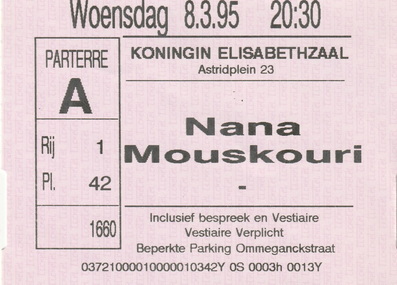 Woensdag 8.3.95 20:30
PARTERRE
A
Rij 1
Pl. 42
1660
KONINGIN ELISABETHZAAL
Astridplein 23
Nana
Mouskouri
-
Inclusief bespreek en Vestiaire
Vestiaire Verplicht
Beperkte Parking Ommeganckstraat
03721000010000010342Y 0S 0003h 0013Y